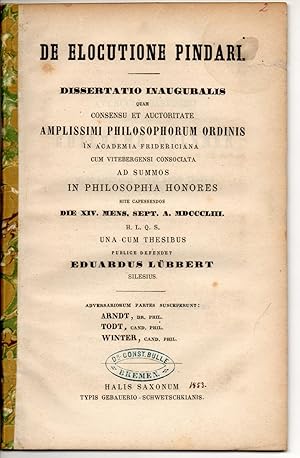 2
DE ELOCUTIONE PINDARI.
DISSERTATIO INAUGURALIS
QUAM
CONSENSU ET AUCTORITATE
AMPLISSIMI PHILOSOPHORUM ORDINIS
IN ACADEMIA FRIDERICIANA
CUM VITEBERGENSI CONSOCIATA
AD SUMMOS
IN PHILOSOPHIA HONORES
RITE CAPESSENDOS
DIE XIV. MENS. SEPT. A. MDCCCLIII.
H. L. Q. S.
UNA CUM THESIBUS
PUBLICE DEFENDET
EDUARDUS LÜBBERT
SILESIUS.
ADVERSARIORUM PARTES SUSCEPERUNT:
ARNDT, DR. PHIL.
TODT, CAND. PHIL.
WINTER, CAND. PHIL.
DR CONST. BULLE
BREMEN.
HALIS SAXONUM 1853.
TYPIS GEBAUERIO-SCHWETSCHKIANIS.